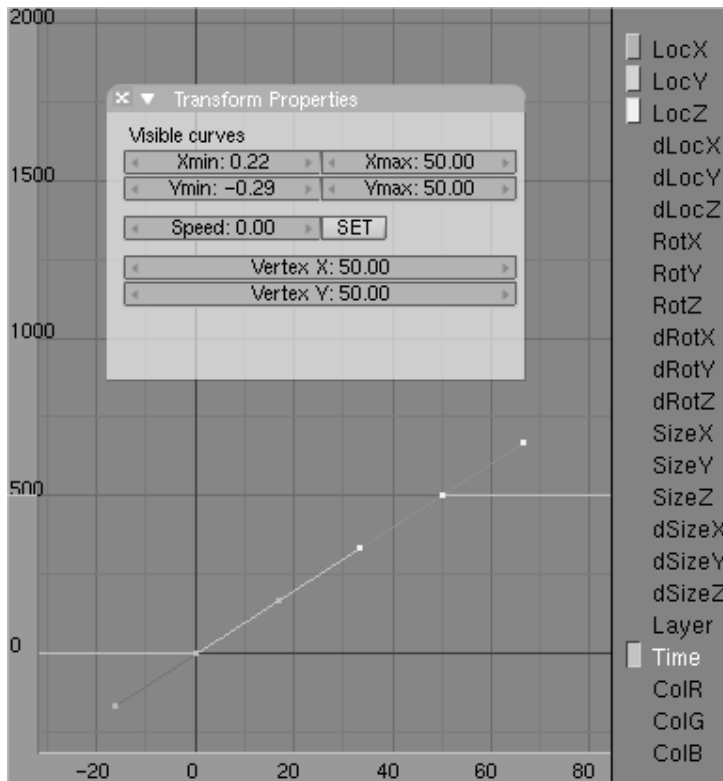 2000
1500
1000
500
0
-20 0 20 40 60 80
Transform Properties
Visible curves
Xmin: 0.22 Xmax: 50.00
Ymin: -0.29 Ymax: 50.00
Speed: 0.00 SET
Vertex X: 50.00
Vertex Y: 50.00
LocX
LocY
LocZ
dLocX
dLocY
dLocZ
RotX
RotY
RotZ
dRotX
dRotY
dRotZ
SizeX
SizeY
SizeZ
dSizeX
dSizeY
dSizeZ
Layer
Time
ColR
ColG
ColB